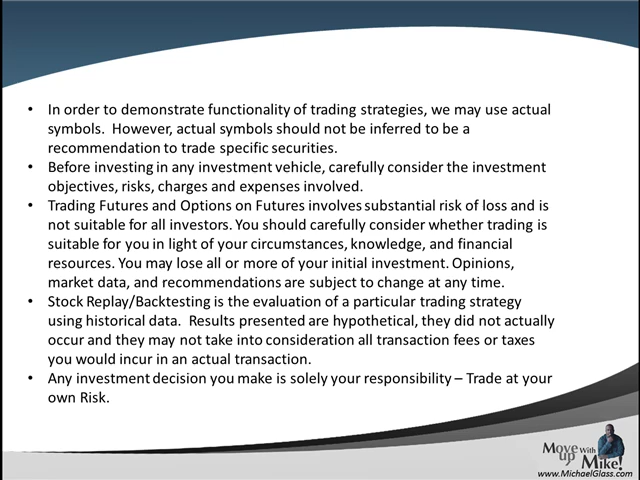 • In order to demonstrate functionality of trading strategies, we may use actual
symbols.  However, actual symbols should not be inferred to be a
recommendation to trade specific securities.
• Before investing in any investment vehicle, carefully consider the investment
objectives, risks, charges and expenses involved.
• Trading Futures and Options on Futures involves substantial risk of loss and is
not suitable for all investors. You should carefully consider whether trading is
suitable for you in light of your circumstances, knowledge, and financial
resources. You may lose all or more of your initial investment. Opinions,
market data, and recommendations are subject to change at any time.
• Stock Replay/Backtesting is the evaluation of a particular trading strategy
using historical data.  Results presented are hypothetical, they did not actually
occur and they may not take into consideration all transaction fees or taxes
you would incur in an actual transaction.
• Any investment decision you make is solely your responsibility – Trade at your
own Risk.
Move up With Mike!
www.MichaelGlass.com